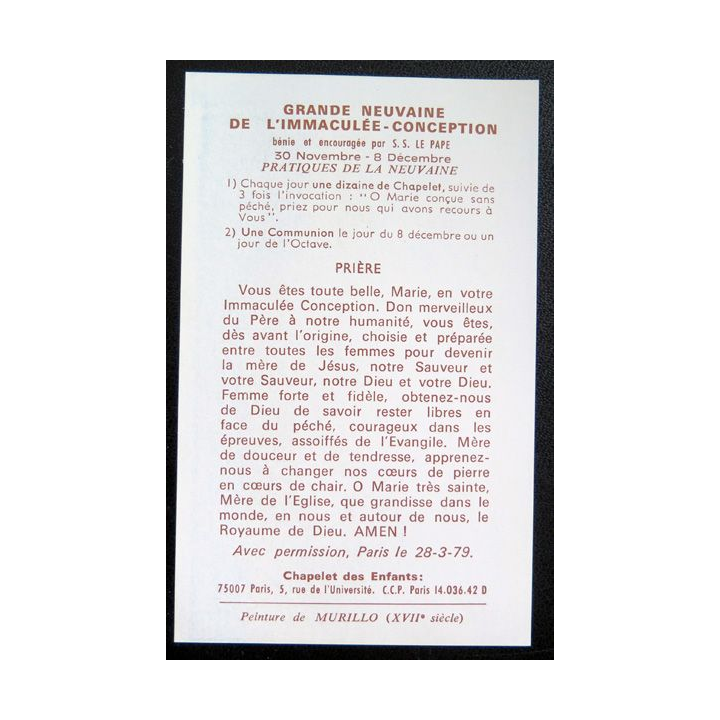 GRANDE NEUVAINE
DE L'IMMACULÉE-CONCEPTION
bénie et encouragée par S.S. LE PAPE
30 Novembre - 8 Décembre
PRATIQUES DE LA NEUVAINE
1) Chaque jour une dizaine de Chapelet, suivie de
3 fois l'invocation : "O Marie conçue sans
péché, priez pour nous qui avons recours à
Vous".
2) Une Communion le jour du 8 décembre ou un
jour de l'Octave.
PRIÈRE
Vous êtes toute belle, Marie, en votre
Immaculée Conception. Don merveilleux
du Père à notre humanité, vous êtes,
dès avant l'origine, choisie et préparée
entre toutes les femmes pour devenir
la mère de Jésus, notre Sauveur et
votre Sauveur, notre Dieu et votre Dieu.
Femme forte et fidèle, obtenez-nous
de Dieu de savoir rester libres en
face du péché, courageux dans les
épreuves, assoiffés de l'Evangile. Mère
de douceur et de tendresse, apprenez-
nous à changer nos cœurs de pierre
en cœurs de chair. O Marie très sainte,
Mère de l'Eglise, que grandisse dans le
monde, en nous et autour de nous, le
Royaume de Dieu. AMEN !
Avec permission, Paris le 28-3-79.
Chapelet des Enfants:
75007 Paris, 5, rue de l'Université. C.C.P. Paris 14.036.42 D
Peinture de MURILLO (XVIIe siècle)